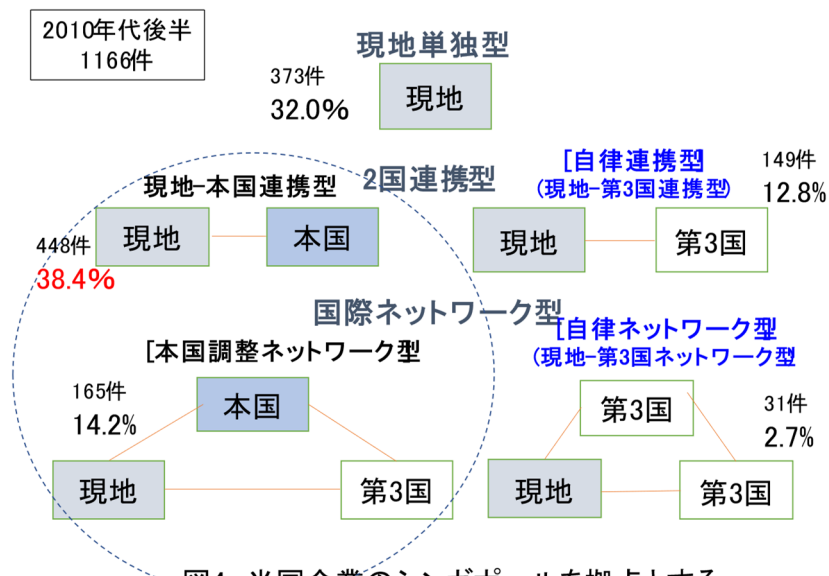 2010年代後半
1166件
現地単独型
373件
32.0%
現地
2国連携型
現地-本国連携型
448件
38.4%
現地
本国
[自律連携型]
(現地-第3国連携型)
149件
12.8%
現地
第3国
国際ネットワーク型
[本国調整ネットワーク型]
165件
14.2%
本国
現地
第3国
[自律ネットワーク型]
(現地-第3国ネットワーク型
31件
2.7%
第3国
現地
第3国